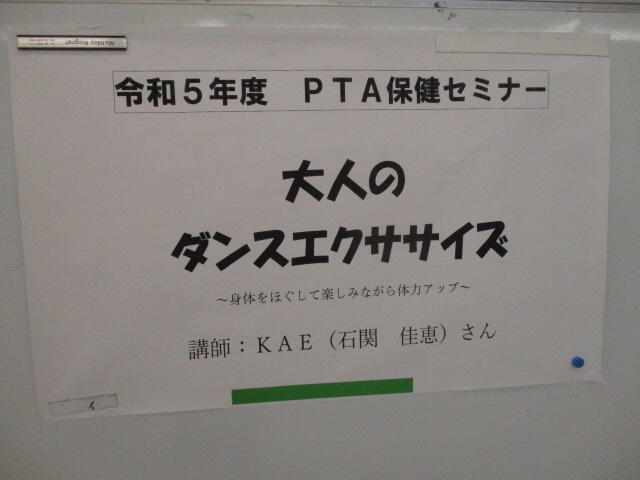 Nichilay Magnet
令和5年度　PTA保健セミナー
大人の
ダンスエクササイズ
～身体をほぐして楽しみながら体力アップ～
講師：KAE（石関　佳恵）さん